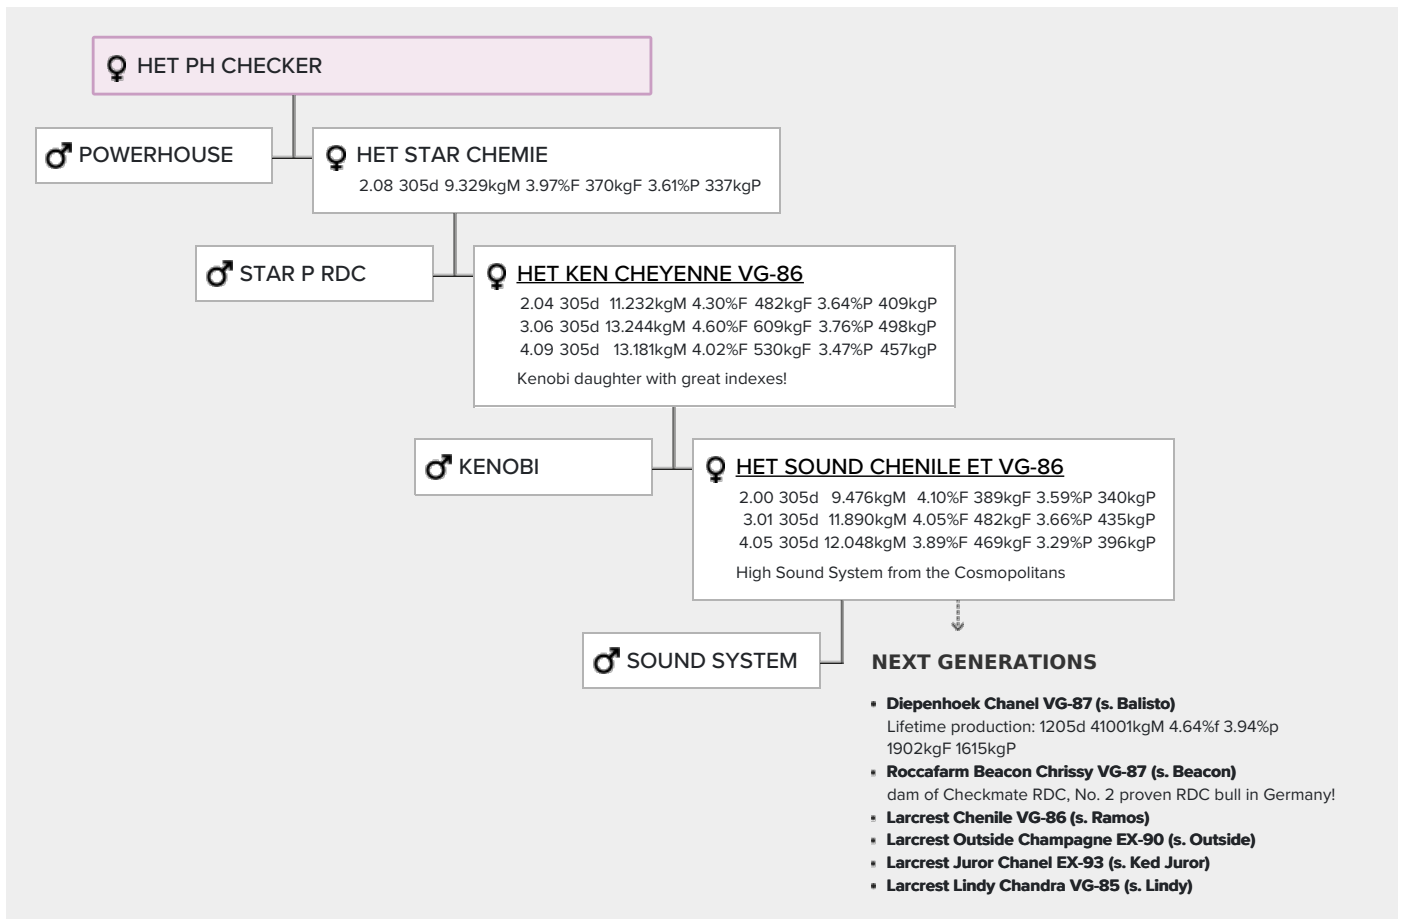 HET PH CHECKER
POWERHOUSE
HET STAR CHEMIE
2.08 305d 9.329kgM 3.97%F 370kgF 3.61%P 337kgP
STAR P RDC
HET KEN CHEYENNE VG-86
2.04 305d 11.232kgM 4.30%F 482kgF 3.64%P 409kgP
3.06 305d 13.244kgM 4.60%F 609kgF 3.76%P 498kgP
4.09 305d 13.181kgM 4.02%F 530kgF 3.47%P 457kgP
Kenobi daughter with great indexes!
KENOBI
HET SOUND CHENILE ET VG-86
2.00 305d 9.476kgM 4.10%F 389kgF 3.59%P 340kgP
3.01 305d 11.890kgM 4.05%F 482kgF 3.66%P 435kgP
4.05 305d 12.048kgM 3.89%F 469kgF 3.29%P 396kgP
High Sound System from the Cosmopolitans
SOUND SYSTEM
NEXT GENERATIONS
Diepenhoek Chanel VG-87 (s. Balisto)
Lifetime production: 1205d 41001kgM 4.64%f 3.94%p
1902kgF 1615kgP
Roccafarm Beacon Chrissy VG-87 (s. Beacon)
dam of Checkmate RDC, No. 2 proven RDC bull in Germany!
Larcrest Chenile VG-86 (s. Ramos)
Larcrest Outside Champagne EX-90 (s. Outside)
Larcrest Juror Chanel EX-93 (s. Ked Juror)
Larcrest Lindy Chandra VG-85 (s. Lindy)